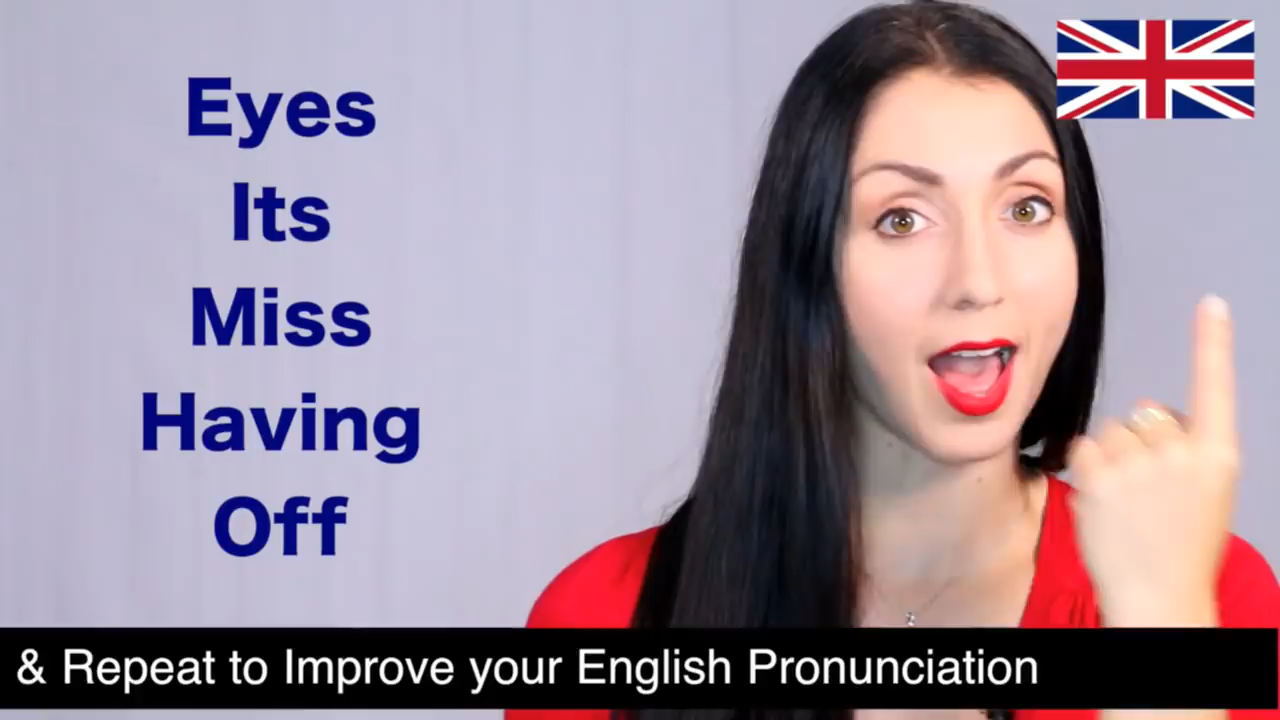 Eyes
Its
Miss
Having
Off
& Repeat to Improve your English Pronunciation